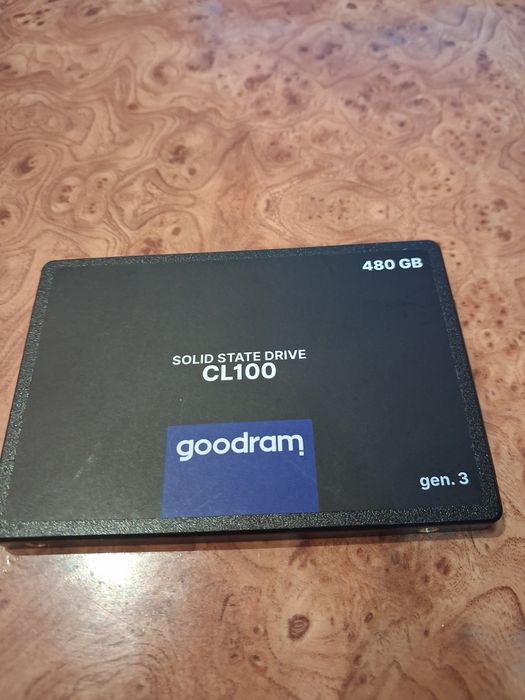 480 GB
SOLID STATE DRIVE
CL100
goodram
gen. 3